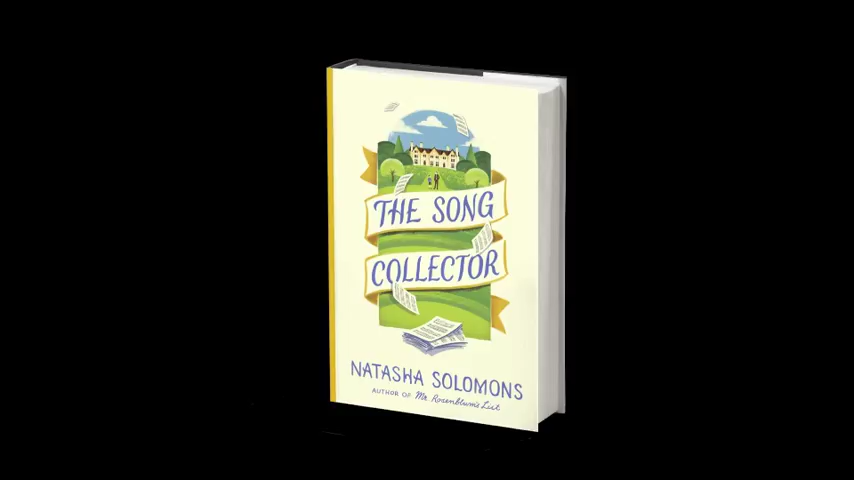 THE SONG
COLLECTOR
NATASHA SOLOMONS
AUTHOR OF Mr. Rosenblum's List